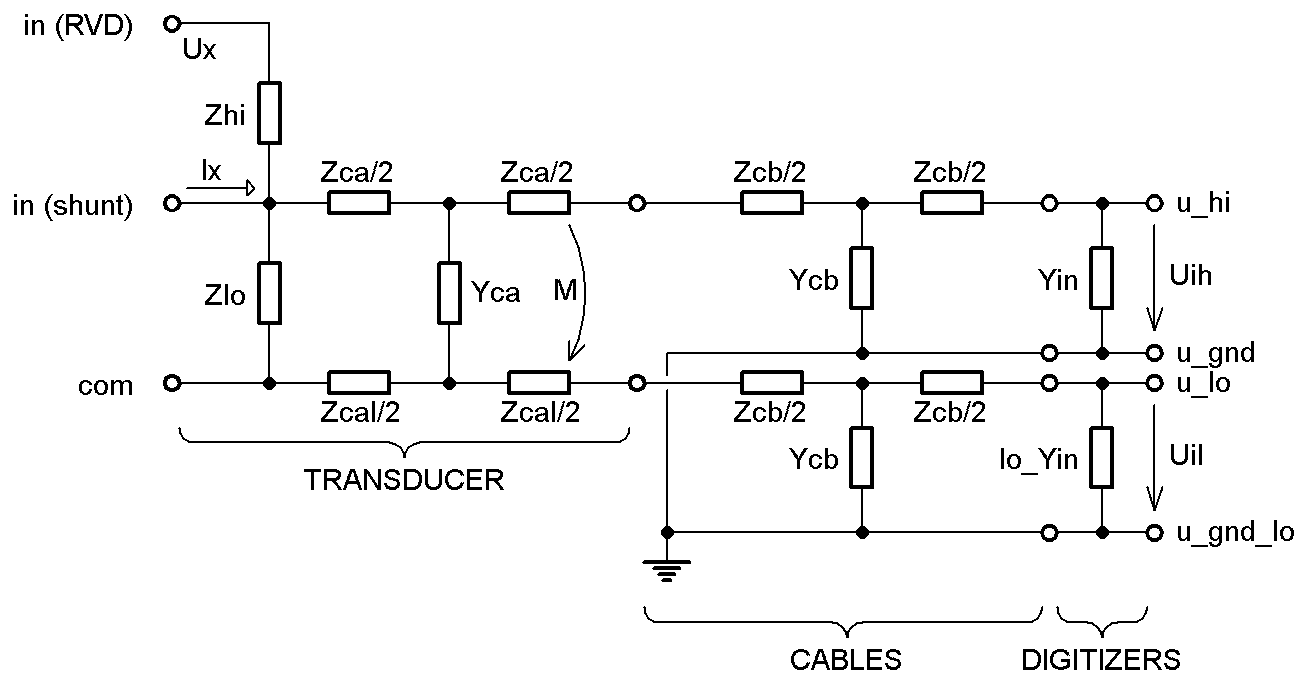 in (RVD)
Ux
Zhi
Ix
Zca/2 Zca/2 Zcb/2 Zcb/2
in (shunt)
u_hi
Zlo
Yca
M
Ycb
Yin
Uih
u_gnd
com
u_lo
Zcal/2 Zcal/2 Zcb/2 Zcb/2
TRANSDUCER
Ycb
lo_Yin
Uil
u_gnd_lo
CABLES
DIGITIZERS